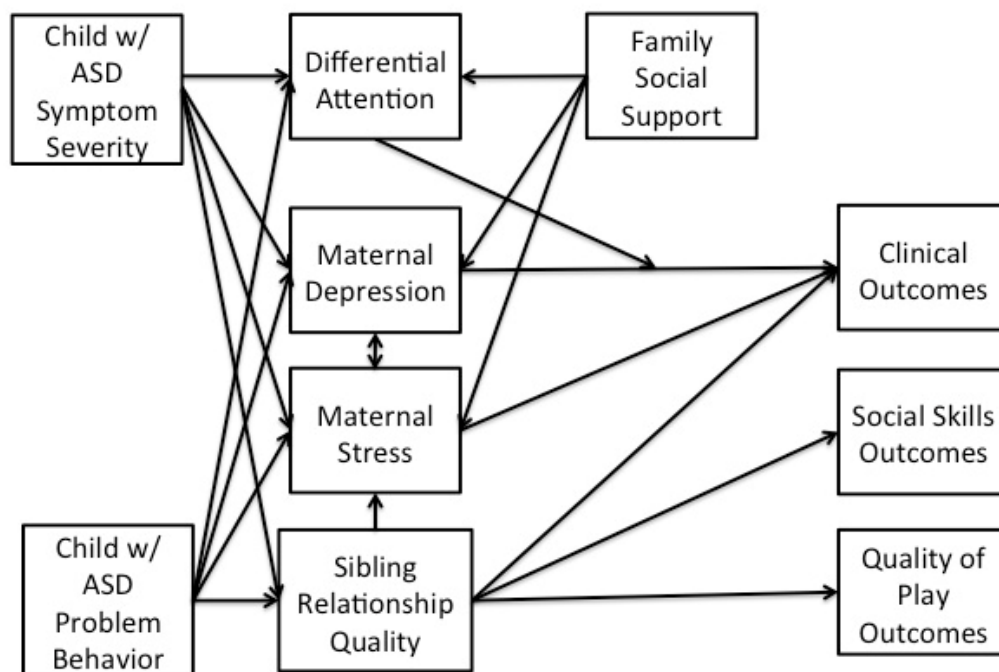 Child w/
ASD
Symptom
Severity
Differential
Attention
Family
Social
Support
Maternal
Depression
Clinical
Outcomes
Maternal
Stress
Social Skills
Outcomes
Child w/
ASD
Problem
Behavior
Sibling
Relationship
Quality
Quality of
Play
Outcomes